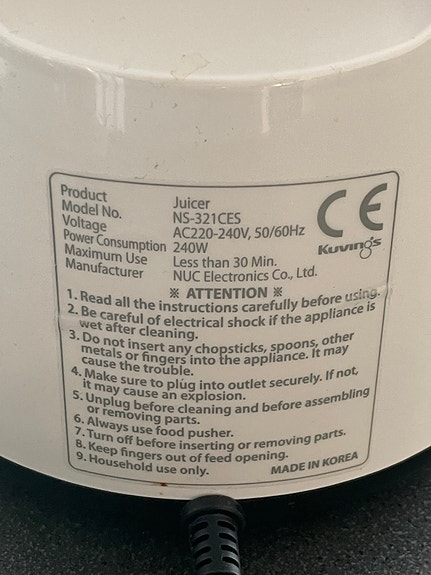 Product Juicer
Model No. NS-321CES
Voltage AC220-240V, 50/60Hz
Power Consumption 240W
Maximum Use Less than 30 Min.
Manufacturer NUC Electronics Co., Ltd.
CE
Kuvings
※ ATTENTION ※
1. Read all the instructions carefully before using.
2. Be careful of electrical shock if the appliance is
wet after cleaning.
3. Do not insert any chopsticks, spoons, other
metals or fingers into the appliance. It may
cause the trouble.
4. Make sure to plug into outlet securely. If not,
it may cause an explosion.
5. Unplug before cleaning and before assembling
or removing parts.
6. Always use food pusher.
7. Turn off before inserting or removing parts.
8. Keep fingers out of feed opening.
9. Household use only.
MADE IN KOREA